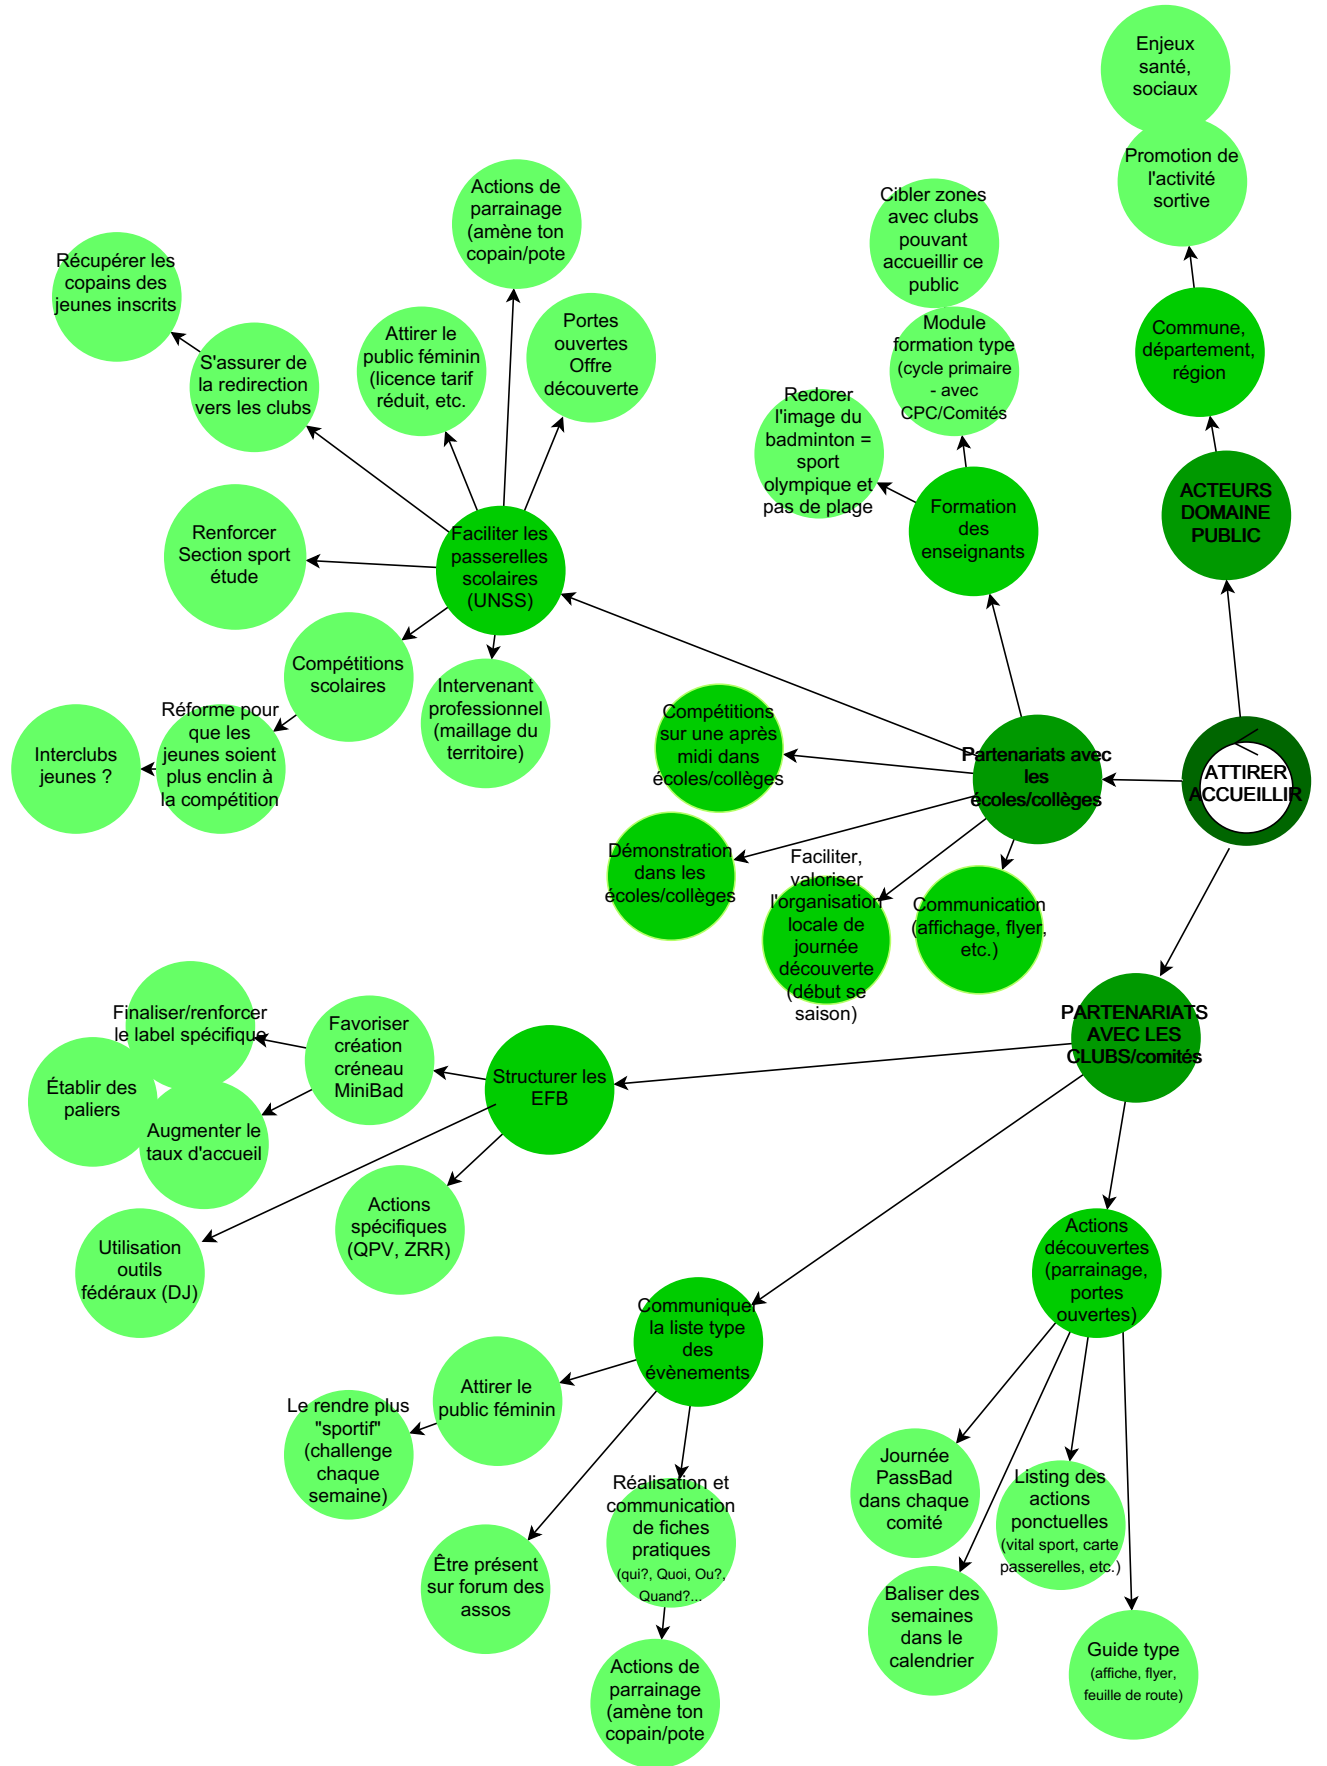 Enjeux
santé,
sociaux
Promotion de
l'activité
sortive
Commune,
département,
région
ACTEURS
DOMAINE
PUBLIC
ATTIRER
ACCUEILLIR
Cibler zones
avec clubs
pouvant
accueillir ce
public
Module
formation type
(cycle primaire
- avec
CPC/Comités
Redorer
l'image du
badminton =
sport
olympique et
pas de plage
Formation
des
enseignants
Actions de
parrainage
(amène ton
copain/pote
Récupérer les
copains des
jeunes inscrits
S'assurer de
la redirection
vers les clubs
Attirer le
public féminin
(licence tarif
réduit, etc.
Portes
ouvertes
Offre
découverte
Renforcer
Section sport
étude
Faciliter les
passerelles
scolaires
(UNSS)
Compétitions
scolaires
Intervenant
professionnel
(maillage du
territoire)
Réforme pour
que les
jeunes soient
plus enclin à
la compétition
Interclubs
jeunes ?
Compétitions
sur une après
midi dans
écoles/collèges
Partenariats avec
les
écoles/collèges
Démonstration
dans les
écoles/collèges
Faciliter,
valoriser
l'organisation
locale de
journée
découverte
(début se
saison)
Communication
(affichage, flyer,
etc.)
PARTENARIATS
AVEC LES
CLUBS/comités
Finaliser/renforcer
le label spécifique
Favoriser
création
créneau
MiniBad
Structurer les
EFB
Établir des
paliers
Augmenter le
taux d'accueil
Actions
spécifiques
(QPV, ZRR)
Utilisation
outils
fédéraux (DJ)
Actions
découvertes
(parrainage,
portes
ouvertes)
Communiquer
la liste type
des
évènements
Attirer le
public féminin
Le rendre plus
"sportif"
(challenge
chaque
semaine)
Réalisation et
communication
de fiches
pratiques
(qui?, Quoi, Ou?,
Quand?...
Être présent
sur forum des
assos
Actions de
parrainage
(amène ton
copain/pote
Journée
PassBad
dans chaque
comité
Listing des
actions
ponctuelles
(vital sport, carte
passerelles, etc.)
Baliser des
semaines
dans le
calendrier
Guide type
(affiche, flyer,
feuille de route)